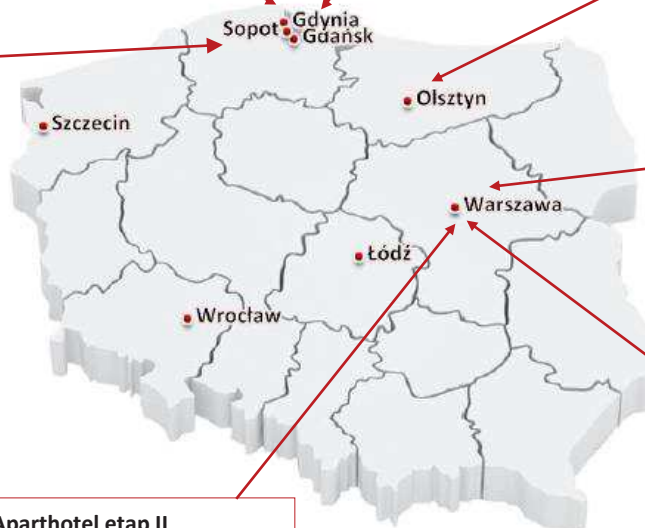 Gdynia
Sopot
Gdańsk
Olsztyn
Szczecin
Warszawa
Łódź
Wrocław
Aparthotel etap II